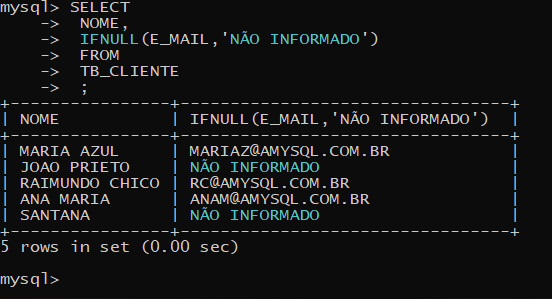 mysql> SELECT
    ->  NOME,
    ->  IFNULL(E_MAIL,'NÃO INFORMADO')
    ->  FROM
    ->  TB_CLIENTE
    ->  ;
+----------------+--------------------------------+
| NOME           | IFNULL(E_MAIL,'NÃO INFORMADO') |
+----------------+--------------------------------+
| MARIA AZUL     | MARIAZ@AMYSQL.COM.BR           |
| JOAO PRIETO    | NÃO INFORMADO                  |
| RAIMUNDO CHICO | RC@AMYSQL.COM.BR               |
| ANA MARIA      | ANAM@AMYSQL.COM.BR             |
| SANTANA        | NÃO INFORMADO                  |
+----------------+--------------------------------+
5 rows in set (0.00 sec)
mysql>